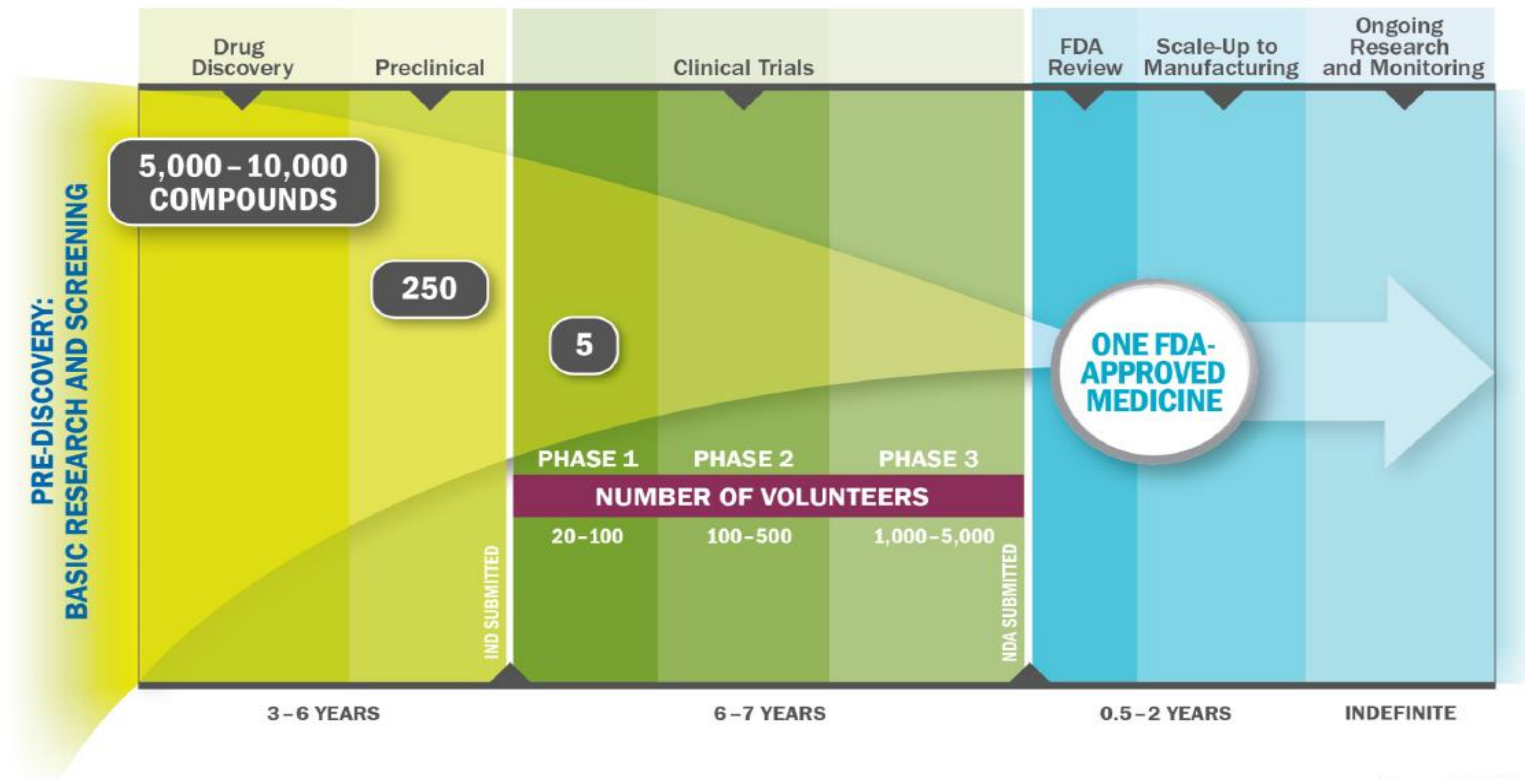 Drug
Discovery
Preclinical
Clinical Trials
FDA
Review
Scale-Up to
Manufacturing
Ongoing
Research
and Monitoring
PRE-DISCOVERY:
BASIC RESEARCH AND SCREENING
5,000–10,000
COMPOUNDS
250
5
ONE FDA-
APPROVED
MEDICINE
PHASE 1
PHASE 2
PHASE 3
NUMBER OF VOLUNTEERS
20–100
100–500
1,000–5,000
IND SUBMITTED
NDA SUBMITTED
3–6 YEARS
6–7 YEARS
0.5–2 YEARS
INDEFINITE